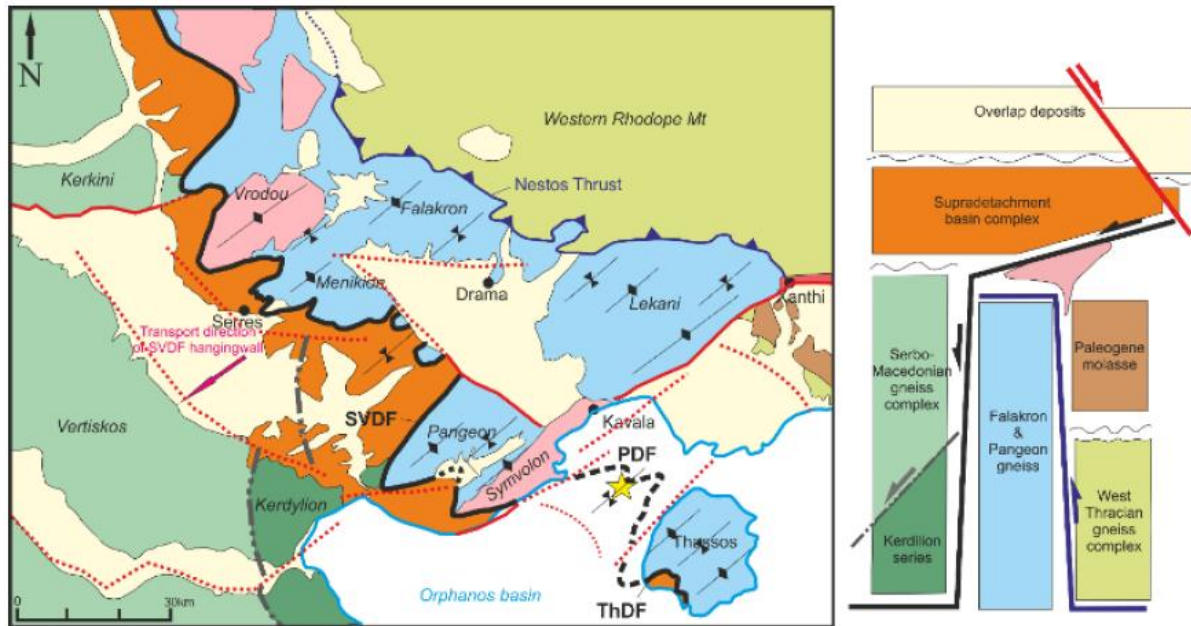 N
Western Rhodope Mt
Kerkini
Nestos Thrust
Vrodou
Falakron
Menikion
Drama
Lekani
Xanthi
Serres
Transport direction
of SVDF hangingwall
Vertiskos
SVDF
Pangeon
Kavala
PDF
Symvolon
Kerdylion
Thassos
ThDF
Orphanos basin
0
30km
Overlap deposits
Supradetachment
basin complex
Serbo-
Macedonian
gneiss
complex
Kerdilion
series
Falakron
&
Pangeon
gneiss
Paleogene
molasse
West
Thracian
gneiss
complex